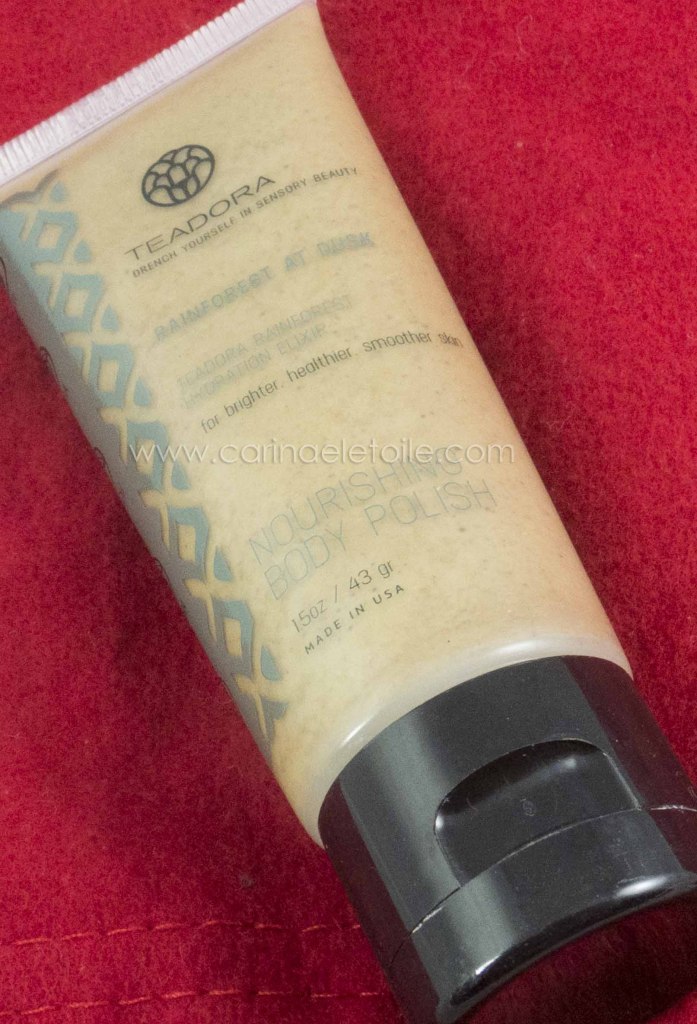 TEADORA
DRENCH YOURSELF IN SENSORY BEAUTY
RAINFOREST AT DUSK
TEADORA RAINFOREST
HYDRATION ELIXIR
for brighter. healthier. smoother skin
www.carinaeletoile.com
NOURISHING
BODY POLISH
1.5oz / 43 gr
MADE IN USA